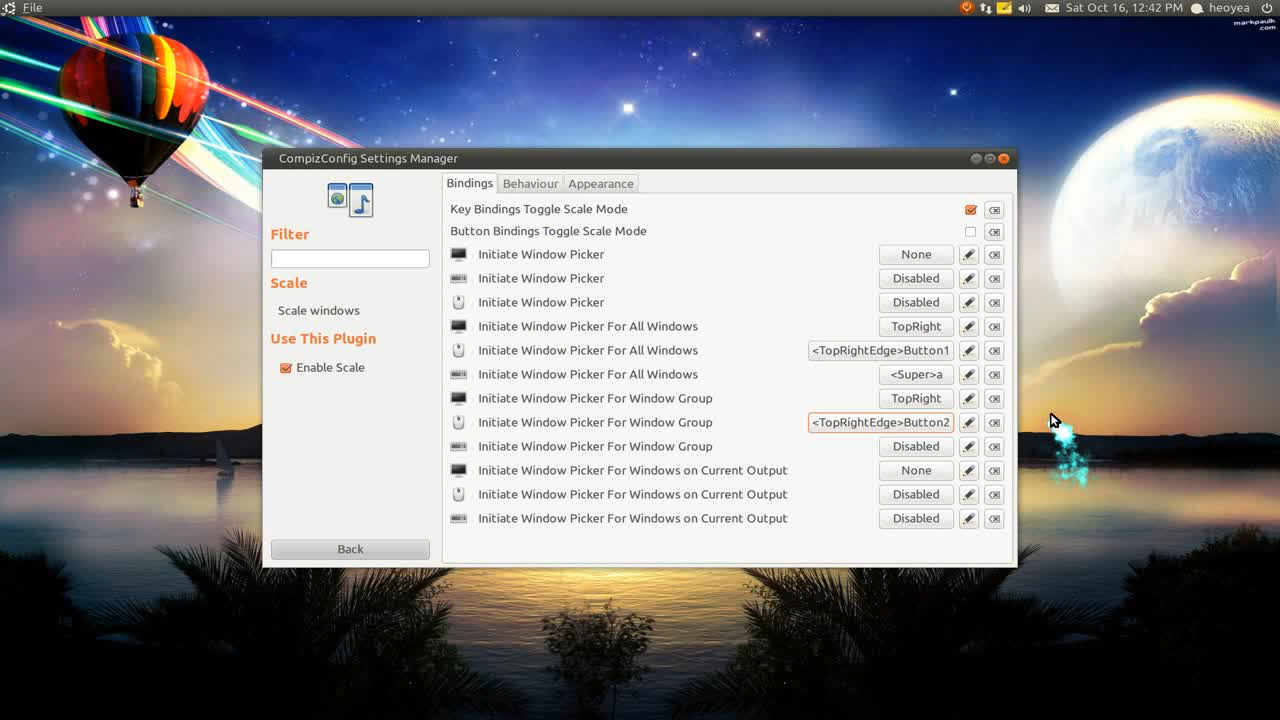 File
Sat Oct 16, 12:42 PM
heoyea
markpaulk
.com
CompizConfig Settings Manager
Filter
Scale
Scale windows
Use This Plugin
Enable Scale
Back
Bindings
Behaviour
Appearance
Key Bindings Toggle Scale Mode
Button Bindings Toggle Scale Mode
Initiate Window Picker None
Initiate Window Picker Disabled
Initiate Window Picker Disabled
Initiate Window Picker For All Windows TopRight
Initiate Window Picker For All Windows <TopRightEdge>Button1
Initiate Window Picker For All Windows <Super>a
Initiate Window Picker For Window Group TopRight
Initiate Window Picker For Window Group <TopRightEdge>Button2
Initiate Window Picker For Window Group Disabled
Initiate Window Picker For Windows on Current Output None
Initiate Window Picker For Windows on Current Output Disabled
Initiate Window Picker For Windows on Current Output Disabled